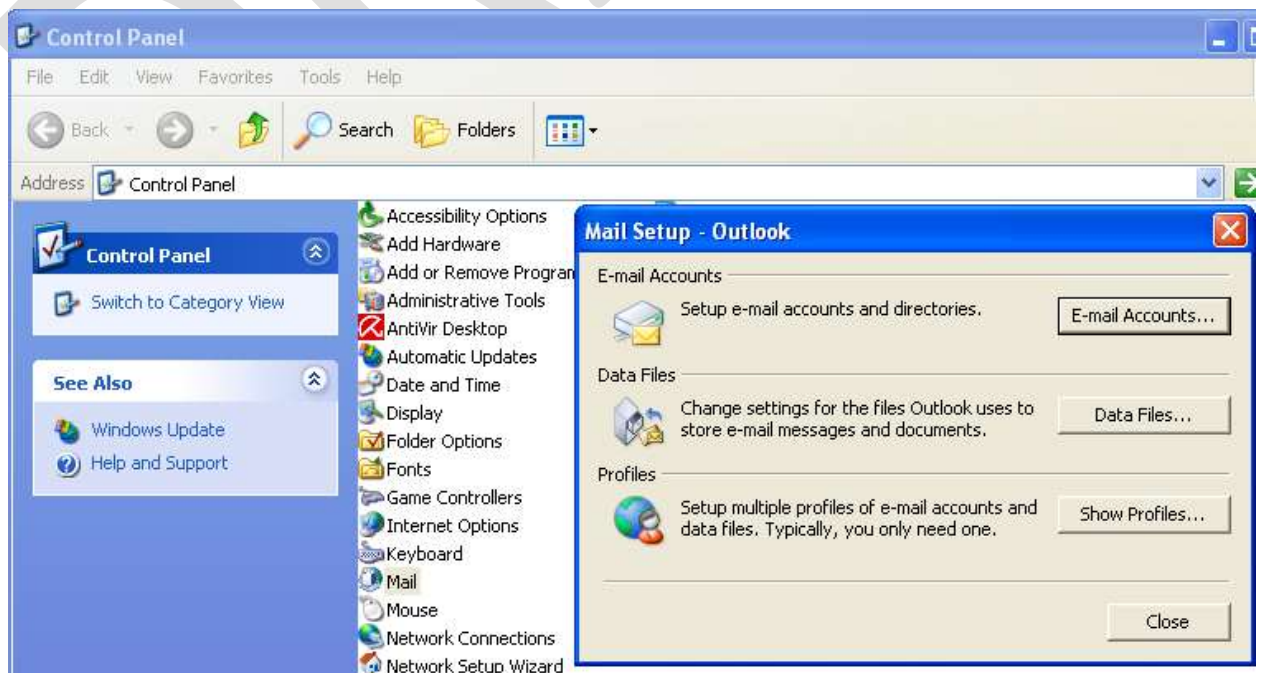 Control Panel
File Edit View Favorites Tools Help
Back Search Folders
Address Control Panel
Control Panel
Switch to Category View
See Also
Windows Update
Help and Support
Accessibility Options
Add Hardware
Add or Remove Program
Administrative Tools
AntiVir Desktop
Automatic Updates
Date and Time
Display
Folder Options
Fonts
Game Controllers
Internet Options
Keyboard
Mail
Mouse
Network Connections
Network Setup Wizard
Mail Setup - Outlook
E-mail Accounts
Setup e-mail accounts and directories.
E-mail Accounts...
Data Files
Change settings for the files Outlook uses to
store e-mail messages and documents.
Data Files...
Profiles
Setup multiple profiles of e-mail accounts and
data files. Typically, you only need one.
Show Profiles...
Close